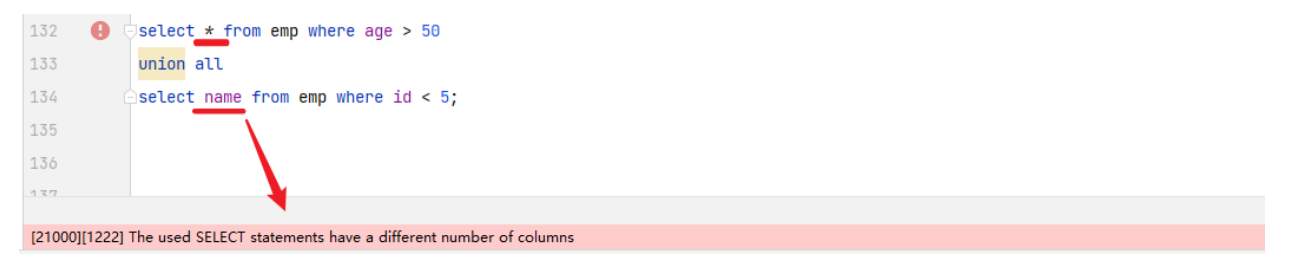 132 select * from emp where age > 50
133 union all
134 select name from emp where id < 5;
135
136
137
[21000][1222] The used SELECT statements have a different number of columns